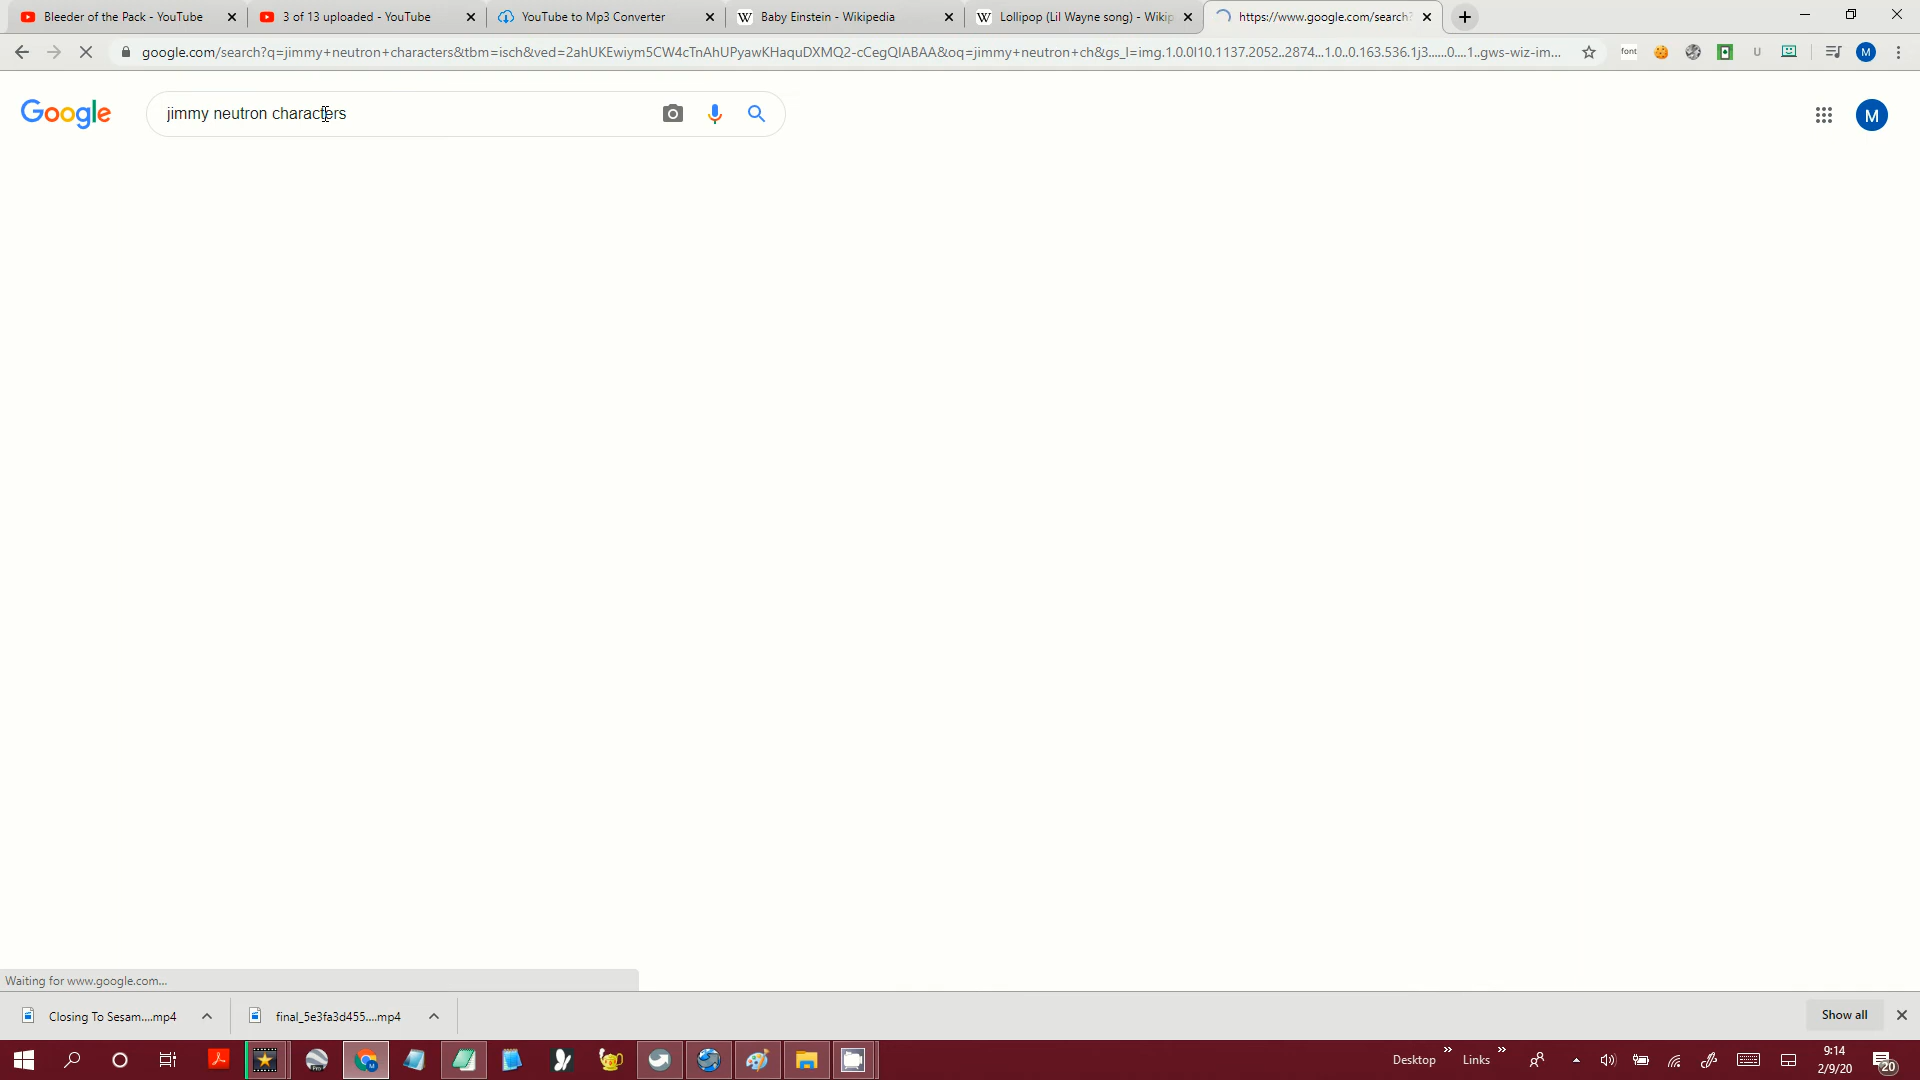 Bleeder of the Pack - YouTube
3 of 13 uploaded - YouTube
YouTube to Mp3 Converter
W Baby Einstein - Wikipedia
W Lollipop (Lil Wayne song) - Wikip
https://www.google.com/search?
google.com/search?q=jimmy+neutron+characters&tbm=isch&ved=2ahUKEwiym5CW4cTnAhUPyawKHaquDXMQ2-cCegQIABAA&oq=jimmy+neutron+ch&gs_l=img.1.0.0l10.1137.2052..2874...1.0..0.163.536.1j3......0....1..gws-wiz-im...
font
U
M
Google
jimmy neutron characters
M
Waiting for www.google.com...
Closing To Sesam....mp4
final_5e3fa3d455....mp4
Show all
Desktop
Links
9:14
2/9/20
20